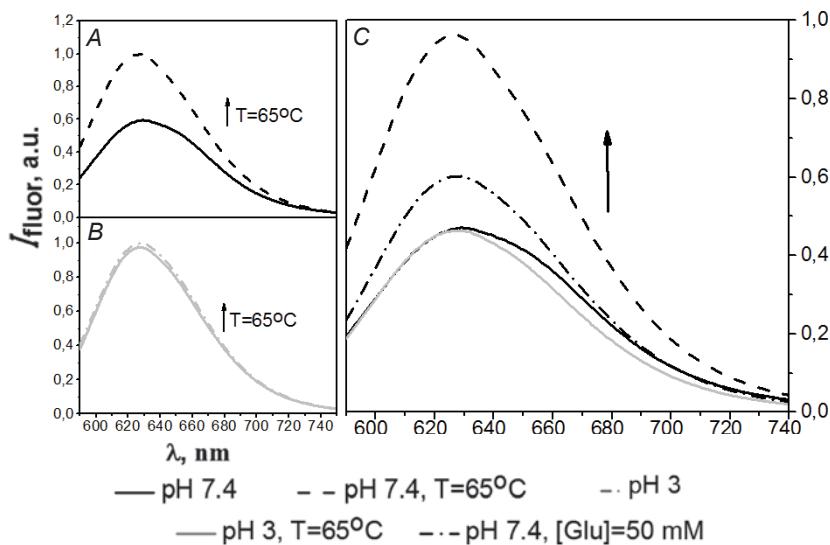 A
1,2
1,0
0,8
0,6
0,4
0,2
0,0
T=65°C
B
1,0
0,8
0,6
0,4
0,2
0,0
T=65°C
600 620 640 660 680 700 720 740
λ, nm
Ifluor, a.u.
C
1,0
0,8
0,6
0,4
0,2
0,0
600 620 640 660 680 700 720 740
pH 7.4 pH 7.4, T=65°C pH 3
pH 3, T=65°C pH 7.4, [Glu]=50 mM